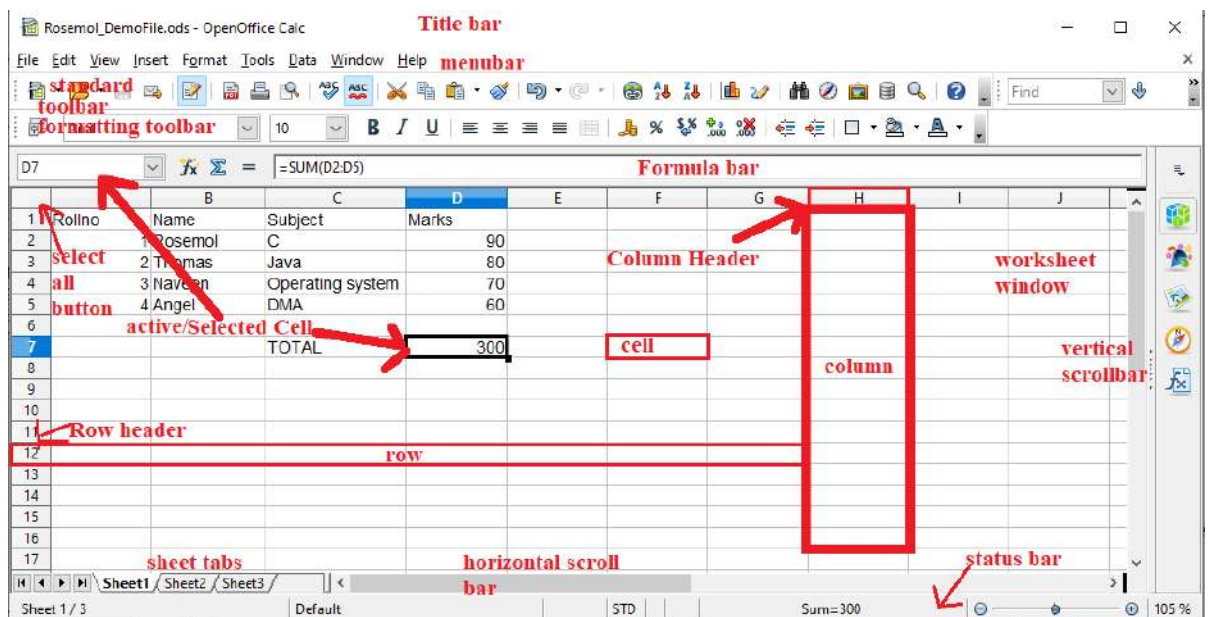 Rosemol_DemoFile.ods - OpenOffice Calc Title bar
File Edit View Insert Format Tools Data Window Help menubar
standard toolbar
Find
formatting toolbar 10 B I U
D7 =SUM(D2:D5) Formula bar
B C D E F G H I J
1 Rollno Name Subject Marks
2 1 Rosemol C 90
3 2 Thomas Java 80
4 3 Naveen Operating system 70
5 4 Angel DMA 60
6
7 TOTAL 300
8
9
10
11
12
13
14
15
16
17
select
all
button
active/Selected Cell
Column Header
worksheet
window
cell
column
vertical
scrollbar
Row header
row
sheet tabs
horizontal scroll
bar
status bar
Sheet1 Sheet2 Sheet3
Sheet 1 / 3 Default STD Sum=300 105 %